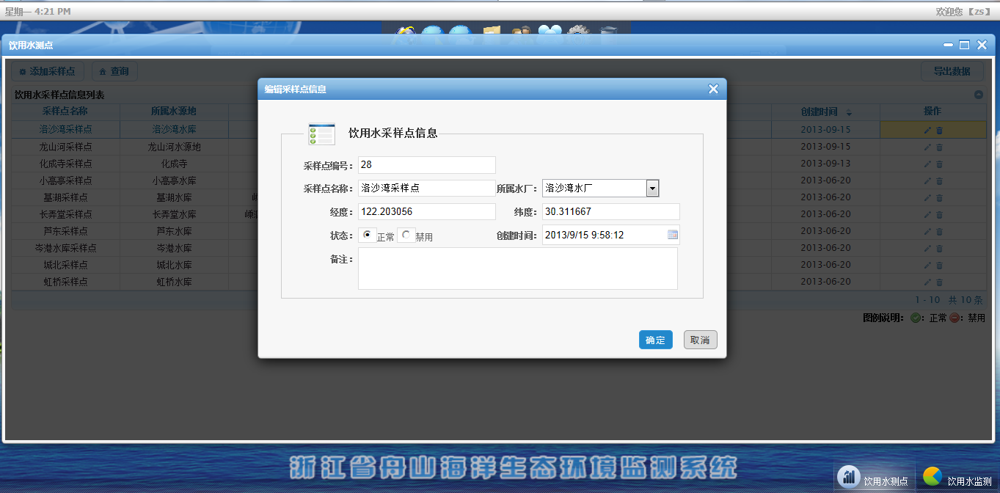 星期一 4:21 PM
欢迎您 【zs】
饮用水测点
添加采样点 查询 导出数据
饮用水采样点信息列表
采样点名称 所属水源地 创建时间 操作
洛沙湾采样点 洛沙湾水库 2013-09-15
龙山河采样点 龙山河水源地 2013-09-15
化成寺采样点 化成寺 2013-09-13
小高亭采样点 小高亭水库 2013-06-20
基湖采样点 基湖水库 2013-06-20
长弄堂采样点 长弄堂水库 2013-06-20
芦东采样点 芦东水库 2013-06-20
岑港水库采样点 岑港水库 2013-06-20
城北采样点 城北水库 2013-06-20
虹桥采样点 虹桥水库 2013-06-20
1 - 10 共 10 条
图例说明: : 正常 : 禁用
编辑采样点信息
饮用水采样点信息
采样点编号: 28
采样点名称: 洛沙湾采样点 所属水厂: 洛沙湾水厂
经度: 122.203056 纬度: 30.311667
状态: 正常 禁用 创建时间: 2013/9/15 9:58:12
备注:
确定 取消
浙江省舟山海洋生态环境监测系统
饮用水测点 饮用水监测